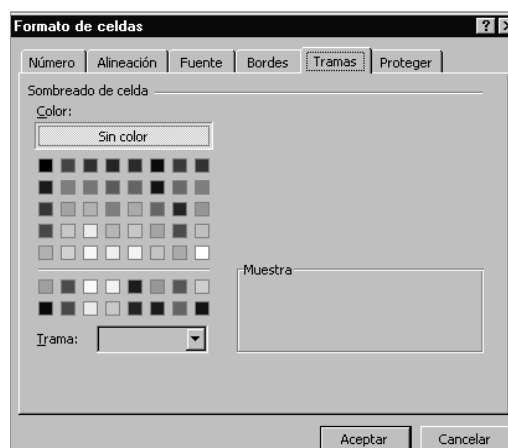 Formato de celdas
Número Alineación Fuente Bordes Tramas Proteger
Sombreado de celda
Color:
Sin color
Muestra
Trama:
Aceptar Cancelar